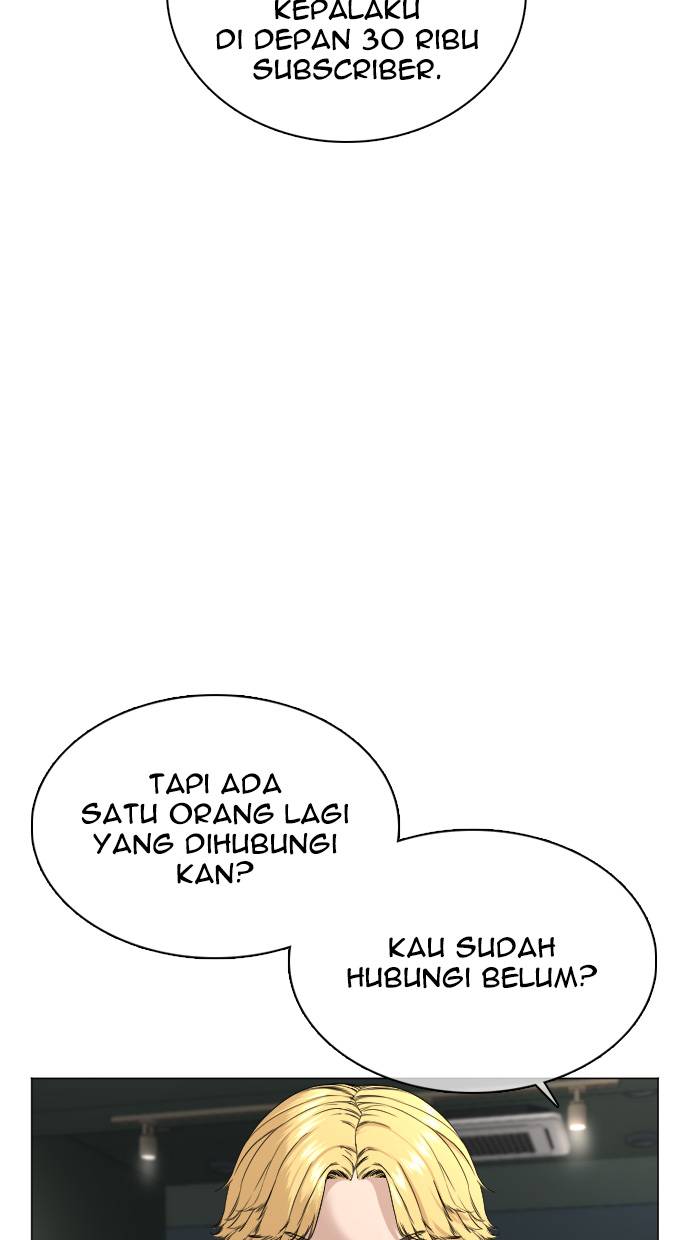 KEPALAKU
DI DEPAN 30 RIBU
SUBSCRIBER.
TAPI ADA
SATU ORANG LAGI
YANG DIHUBUNGI
KAN?
KAU SUDAH
HUBUNGI BELUM?